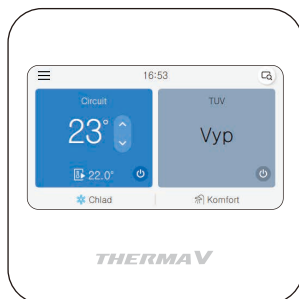 16:53
Circuit
23°
22.0°
TUV
Vyp
Chlad
Komfort
THERMA V